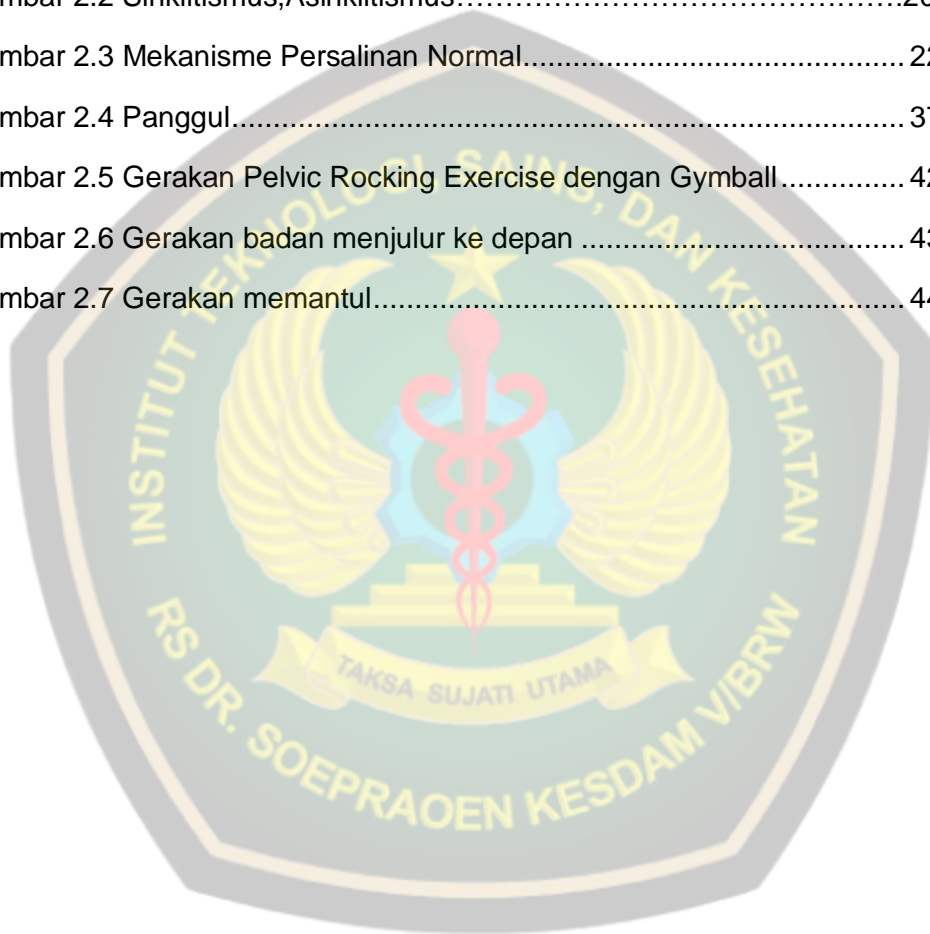 mbar 2.2 Sinklitismus,Asinklitismus……………………………………….20
mbar 2.3 Mekanisme Persalinan Normal.............................................. 22
mbar 2.4 Panggul................................................................................. 37
mbar 2.5 Gerakan Pelvic Rocking Exercise dengan Gymball............... 42
mbar 2.6 Gerakan badan menjulur ke depan ....................................... 43
mbar 2.7 Gerakan memantul................................................................ 44
INSTITUT TEKNOLOGI, SAINS, DAN KESEHATAN
TAKSA SUJATI UTAMA
RS DR. SOEPRAOEN KESDAM V/BRW